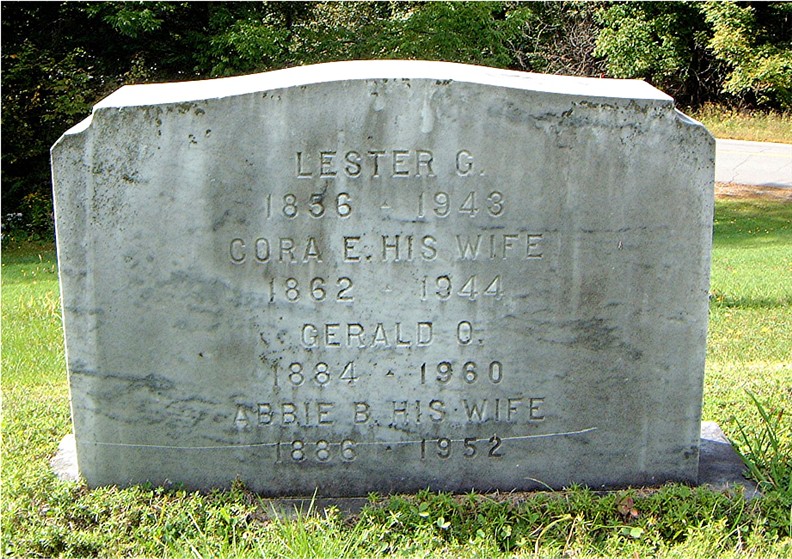 LESTER G.
1856 - 1943
CORA E. HIS WIFE
1862 - 1944
GERALD O.
1884 - 1960
ABBIE B. HIS WIFE
1886 - 1952